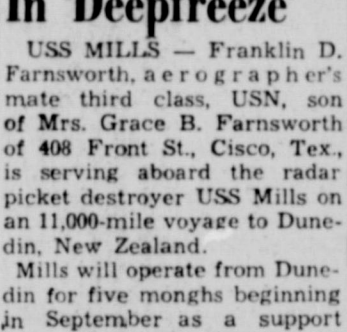 In Deepfreeze
USS MILLS — Franklin D.
Farnsworth, aerographer's
mate third class, USN, son
of Mrs. Grace B. Farnsworth
of 408 Front St., Cisco, Tex.,
is serving aboard the radar
picket destroyer USS Mills on
an 11,000-mile voyage to Dune-
din, New Zealand.
Mills will operate from Dune-
din for five monghs beginning
in September as a support